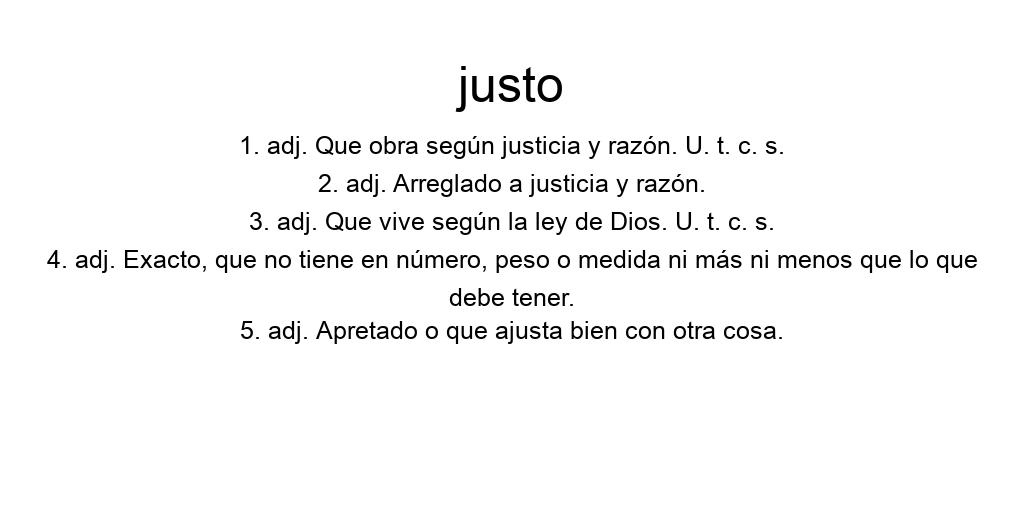 justo
1. adj. Que obra según justicia y razón. U. t. c. s.
2. adj. Arreglado a justicia y razón.
3. adj. Que vive según la ley de Dios. U. t. c. s.
4. adj. Exacto, que no tiene en número, peso o medida ni más ni menos que lo que
debe tener.
5. adj. Apretado o que ajusta bien con otra cosa.